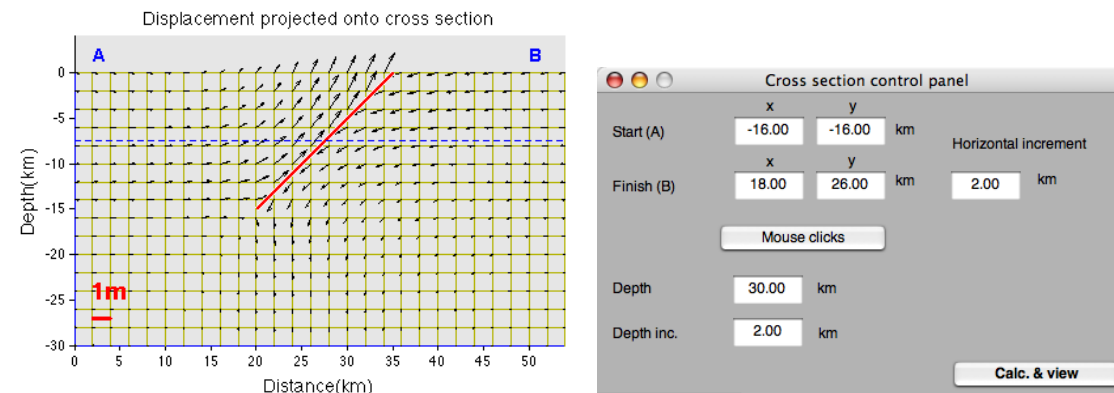 Displacement projected onto cross section
A B
0
-5
-10
-15
-20
-25
-30
Depth(km)
1m
0 5 10 15 20 25 30 35 40 45 50
Distance(km)
Cross section control panel
x y
Start (A) -16.00 -16.00 km
Horizontal increment
x y
Finish (B) 18.00 26.00 km 2.00 km
Mouse clicks
Depth 30.00 km
Depth inc. 2.00 km
Calc. & view